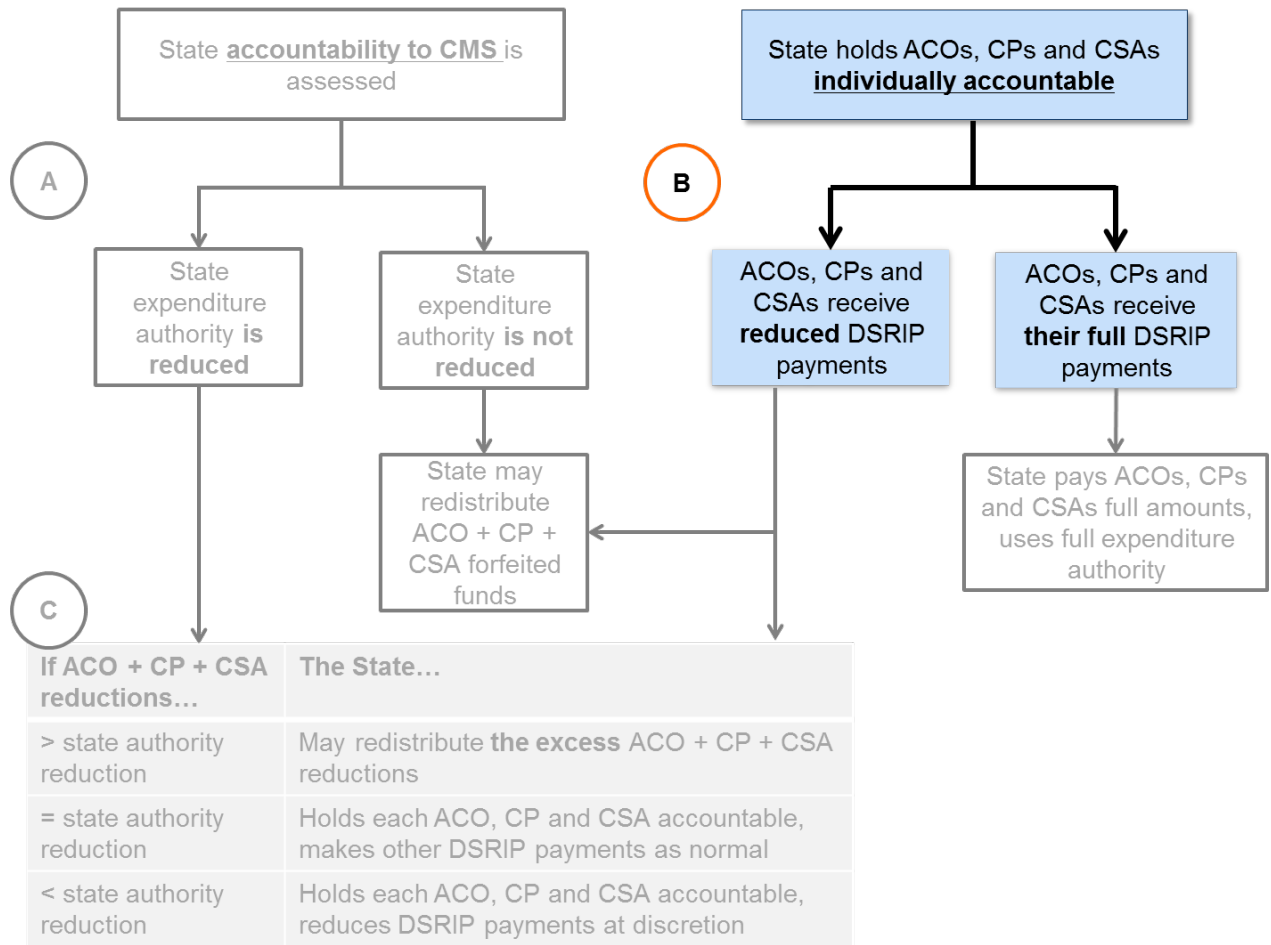 State accountability to CMS is
assessed
State holds ACOs, CPs and CSAs
individually accountable
A
B
State
expenditure
authority is
reduced
State
expenditure
authority is not
reduced
ACOs, CPs and
CSAs receive
reduced DSRIP
payments
ACOs, CPs and
CSAs receive
their full DSRIP
payments
State may
redistribute
ACO + CP +
CSA forfeited
funds
State pays ACOs, CPs
and CSAs full amounts,
uses full expenditure
authority
C
If ACO + CP + CSA
reductions…
The State…
> state authority
reduction
May redistribute the excess ACO + CP + CSA
reductions
= state authority
reduction
Holds each ACO, CP and CSA accountable,
makes other DSRIP payments as normal
< state authority
reduction
Holds each ACO, CP and CSA accountable,
reduces DSRIP payments at discretion